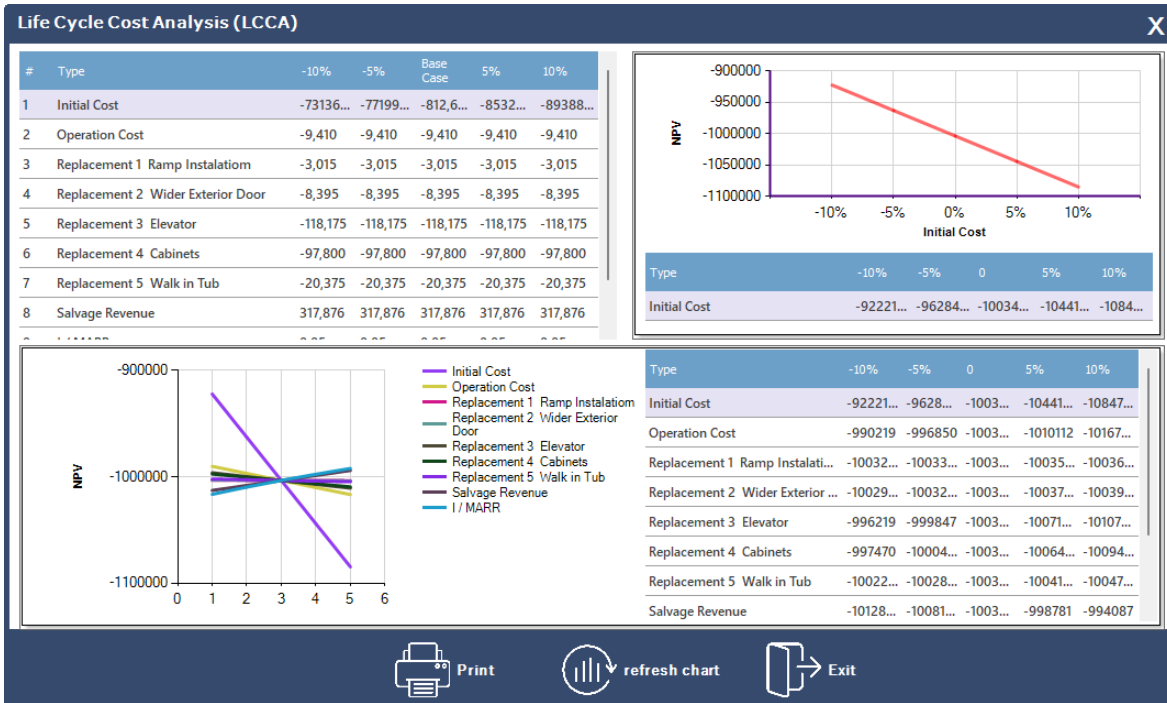 Life Cycle Cost Analysis (LCCA)
X
# Type -10% -5% Base Case 5% 10%
1 Initial Cost -73136... -77199... -812,6... -8532... -89388...
2 Operation Cost -9,410 -9,410 -9,410 -9,410 -9,410
3 Replacement 1 Ramp Instalatiom -3,015 -3,015 -3,015 -3,015 -3,015
4 Replacement 2 Wider Exterior Door -8,395 -8,395 -8,395 -8,395 -8,395
5 Replacement 3 Elevator -118,175 -118,175 -118,175 -118,175 -118,175
6 Replacement 4 Cabinets -97,800 -97,800 -97,800 -97,800 -97,800
7 Replacement 5 Walk in Tub -20,375 -20,375 -20,375 -20,375 -20,375
8 Salvage Revenue 317,876 317,876 317,876 317,876 317,876
-900000
-950000
-1000000
-1050000
-1100000
NPV
-10% -5% 0% 5% 10%
Initial Cost
Type -10% -5% 0 5% 10%
Initial Cost -92221... -96284... -10034... -10441... -1084...
-900000
-1000000
-1100000
NPV
0 1 2 3 4 5 6
Initial Cost
Operation Cost
Replacement 1 Ramp Instalatiom
Replacement 2 Wider Exterior
Door
Replacement 3 Elevator
Replacement 4 Cabinets
Replacement 5 Walk in Tub
Salvage Revenue
I / MARR
Type -10% -5% 0 5% 10%
Initial Cost -92221... -9628... -1003... -10441... -10847...
Operation Cost -990219 -996850 -1003... -1010112 -10167...
Replacement 1 Ramp Instalati... -10032... -10033... -1003... -10035... -10036...
Replacement 2 Wider Exterior ... -10029... -10032... -1003... -10037... -10039...
Replacement 3 Elevator -996219 -999847 -1003... -10071... -10107...
Replacement 4 Cabinets -997470 -10004... -1003... -10064... -10094...
Replacement 5 Walk in Tub -10022... -10028... -1003... -10041... -10047...
Salvage Revenue -10128... -10081... -1003... -998781 -994087
Print
refresh chart
Exit